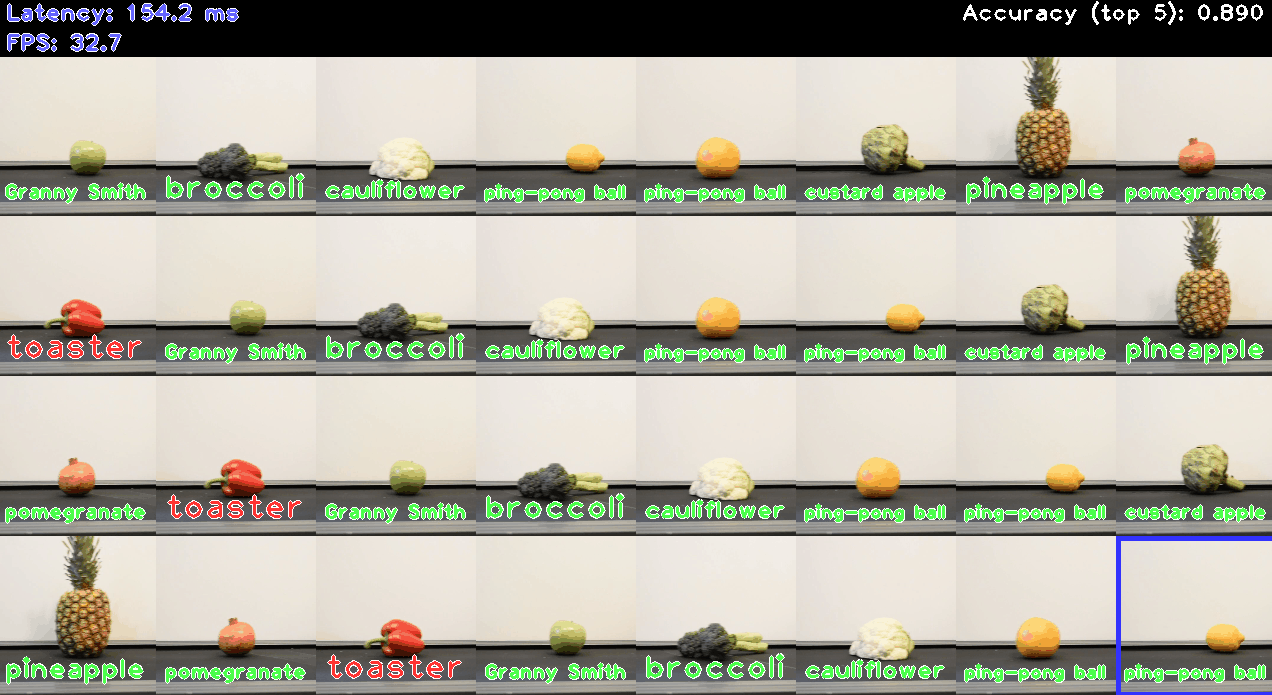 Latency: 154.2 ms
Accuracy (top 5): 0.890
FPS: 32.7
Granny Smith broccoli cauliflower ping-pong ball ping-pong ball custard apple pineapple pomegranate
toaster Granny Smith broccoli cauliflower ping-pong ball ping-pong ball custard apple pineapple
pomegranate toaster Granny Smith broccoli cauliflower ping-pong ball ping-pong ball custard apple
pineapple pomegranate toaster Granny Smith broccoli cauliflower ping-pong ball ping-pong ball